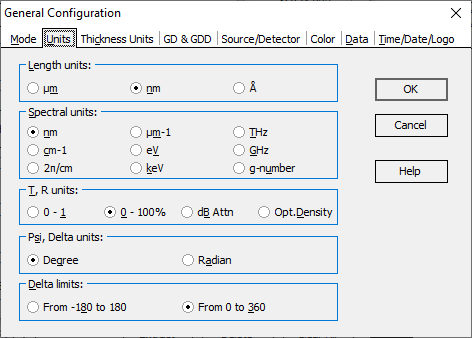 General Configuration
Mode Units Thickness Units GD & GDD Source/Detector Color Data Time/Date/Logo
Length units:
µm nm Å
OK
Spectral units:
nm µm-1 THz
Cancel
cm-1 eV GHz
2π/cm keV g-number
Help
T, R units:
0 - 1 0 - 100% dB Attn Opt.Density
Psi, Delta units:
Degree Radian
Delta limits:
From -180 to 180 From 0 to 360